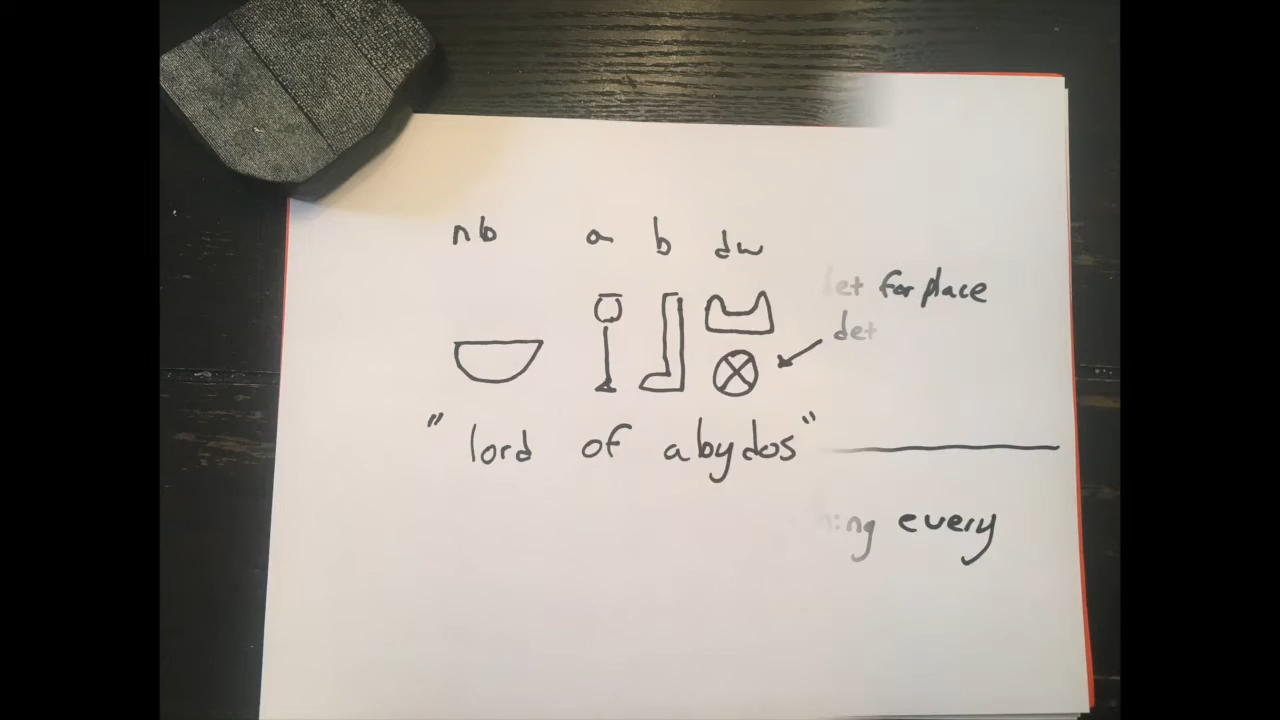 nb a b dw
det for place
det
"lord of abydos"
every